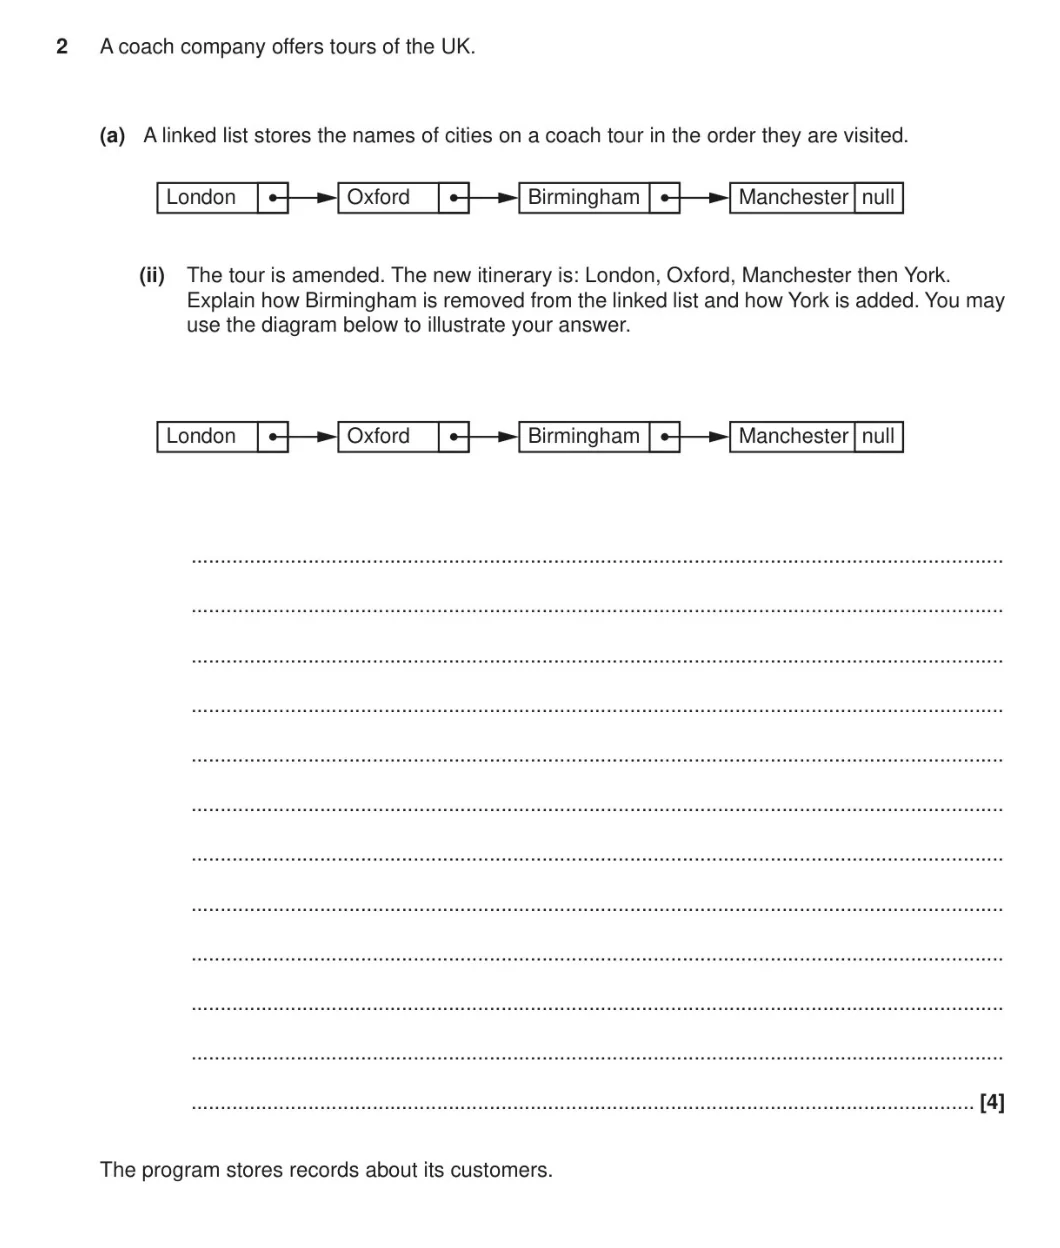 2 A coach company offers tours of the UK.
(a) A linked list stores the names of cities on a coach tour in the order they are visited.
London Oxford Birmingham Manchester null
(ii) The tour is amended. The new itinerary is: London, Oxford, Manchester then York.
Explain how Birmingham is removed from the linked list and how York is added. You may
use the diagram below to illustrate your answer.
London Oxford Birmingham Manchester null
[4]
The program stores records about its customers.